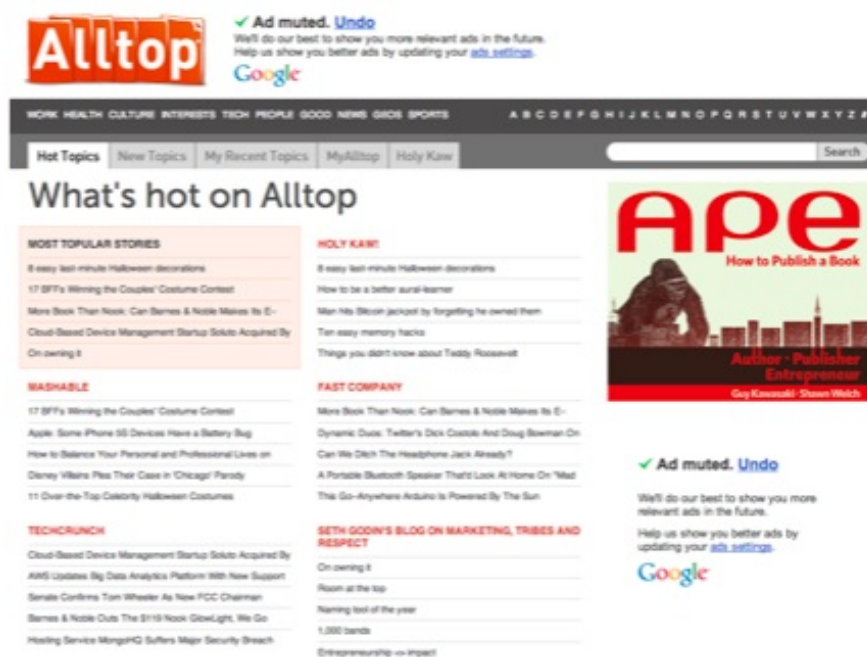 Alltop
✓ Ad muted. Undo
We'll do our best to show you more relevant ads in the future.
Help us show you better ads by updating your ads settings.
Google
WORK HEALTH CULTURE INTERESTS TECH PEOPLE GOOD NEWS GEOS SPORTS
A B C D E F G H I J K L M N O P Q R S T U V W X Y Z #
Hot Topics New Topics My Recent Topics MyAlltop Holy Kaw
Search
What's hot on Alltop
MOST TOPULAR STORIES
8 easy last-minute Halloween decorations
17 BFFs Winning the Couples' Costume Contest
More Book Than Nook: Can Barnes & Noble Makes Its E-
Cloud-Based Device Management Startup Soluto Acquired By
On owning it
HOLY KAW!
8 easy last-minute Halloween decorations
How to be a better aural-learner
Man hits Bitcoin jackpot by forgetting he owned them
Ten easy memory hacks
Things you didn't know about Teddy Roosevelt
APE
How to Publish a Book
Author · Publisher
Entrepreneur
Guy Kawasaki · Shawn Welch
MASHABLE
17 BFFs Winning the Couples' Costume Contest
Apple: Some iPhone 5S Devices Have a Battery Bug
How to Balance Your Personal and Professional Lives on
Disney Villains Plea Their Case in 'Chicago' Parody
11 Over-the-Top Celebrity Halloween Costumes
FAST COMPANY
More Book Than Nook: Can Barnes & Noble Makes Its E-
Dynamic Duos: Twitter's Dick Costolo And Doug Bowman On
Can We Ditch The Headphone Jack Already?
A Portable Bluetooth Speaker That'd Look At Home On "Mad
This Go-Anywhere Arduino Is Powered By The Sun
✓ Ad muted. Undo
We'll do our best to show you more
relevant ads in the future.
Help us show you better ads by
updating your ads settings.
Google
TECHCRUNCH
Cloud-Based Device Management Startup Soluto Acquired By
AWS Updates Big Data Analytics Platform With New Support
Senate Confirms Tom Wheeler As New FCC Chairman
Barnes & Noble Outs The $119 Nook GlowLight, We Go
Hosting Service MongoHQ Suffers Major Security Breach
SETH GODIN'S BLOG ON MARKETING, TRIBES AND
RESPECT
On owning it
Room at the top
Naming tool of the year
1,000 bands
Entrepreneurship => impact